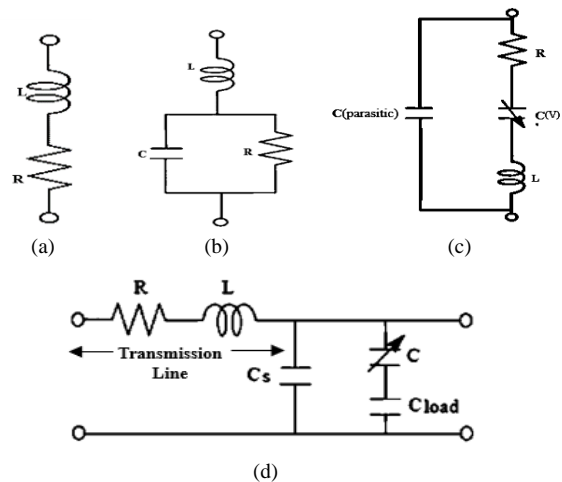 L
R
(a)
L
C
R
(b)
R
C(parasitic)
C(V)
L
(c)
R
L
Transmission
Line
Cs
C
Cload
(d)